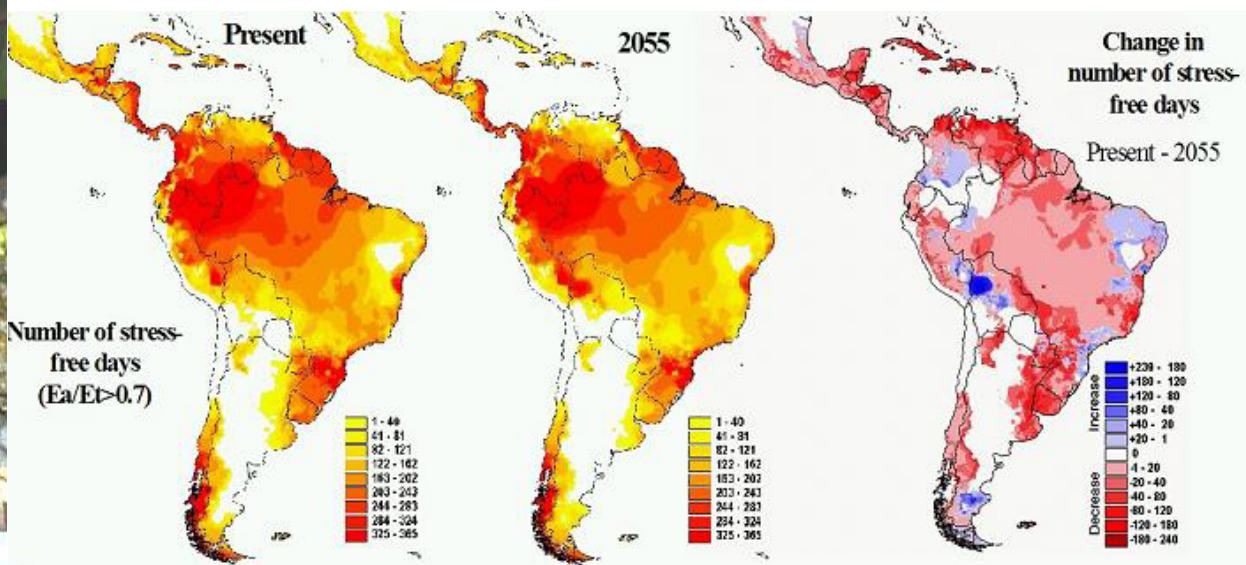 Present
2055
Change in
number of stress-
free days
Present - 2055
Number of stress-
free days
(Ea/Et>0.7)
1 - 40
41 - 81
82 - 121
122 - 162
163 - 202
203 - 243
244 - 283
284 - 324
325 - 365
1 - 40
41 - 81
82 - 121
122 - 162
163 - 202
203 - 243
244 - 283
284 - 324
325 - 365
Increase
Decrease
+239 - 180
+180 - 120
+120 - 80
+80 - 40
+40 - 20
+20 - 1
0
-1 - 20
-20 - 40
-40 - 80
-80 - 120
-120 - 180
-180 - 240